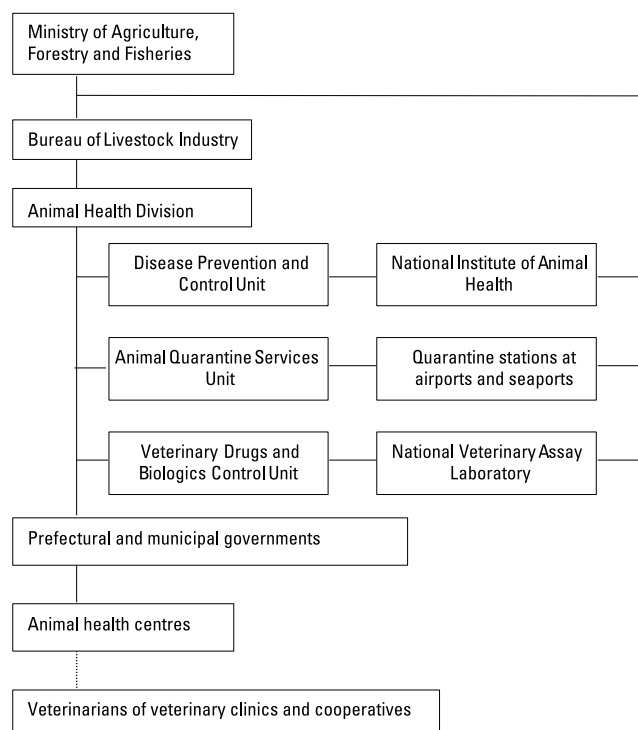 Ministry of Agriculture,
Forestry and Fisheries
Bureau of Livestock Industry
Animal Health Division
Disease Prevention and
Control Unit
National Institute of Animal
Health
Animal Quarantine Services
Unit
Quarantine stations at
airports and seaports
Veterinary Drugs and
Biologics Control Unit
National Veterinary Assay
Laboratory
Prefectural and municipal governments
Animal health centres
Veterinarians of veterinary clinics and cooperatives